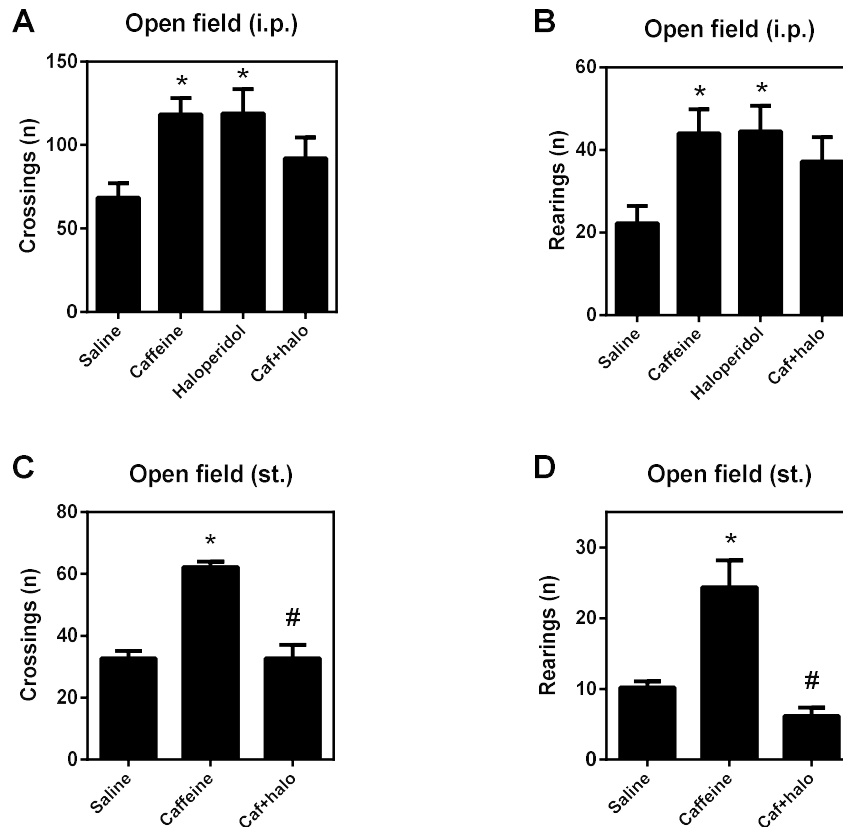 A
Open field (i.p.)
Crossings (n)
150
100
50
0
*
*
Saline
Caffeine
Haloperidol
Caf+halo
B
Open field (i.p.)
Rearings (n)
60
40
20
0
*
*
Saline
Caffeine
Haloperidol
Caf+halo
C
Open field (st.)
Crossings (n)
80
60
40
20
0
*
#
Saline
Caffeine
Caf+halo
D
Open field (st.)
Rearings (n)
30
20
10
0
*
#
Saline
Caffeine
Caf+halo